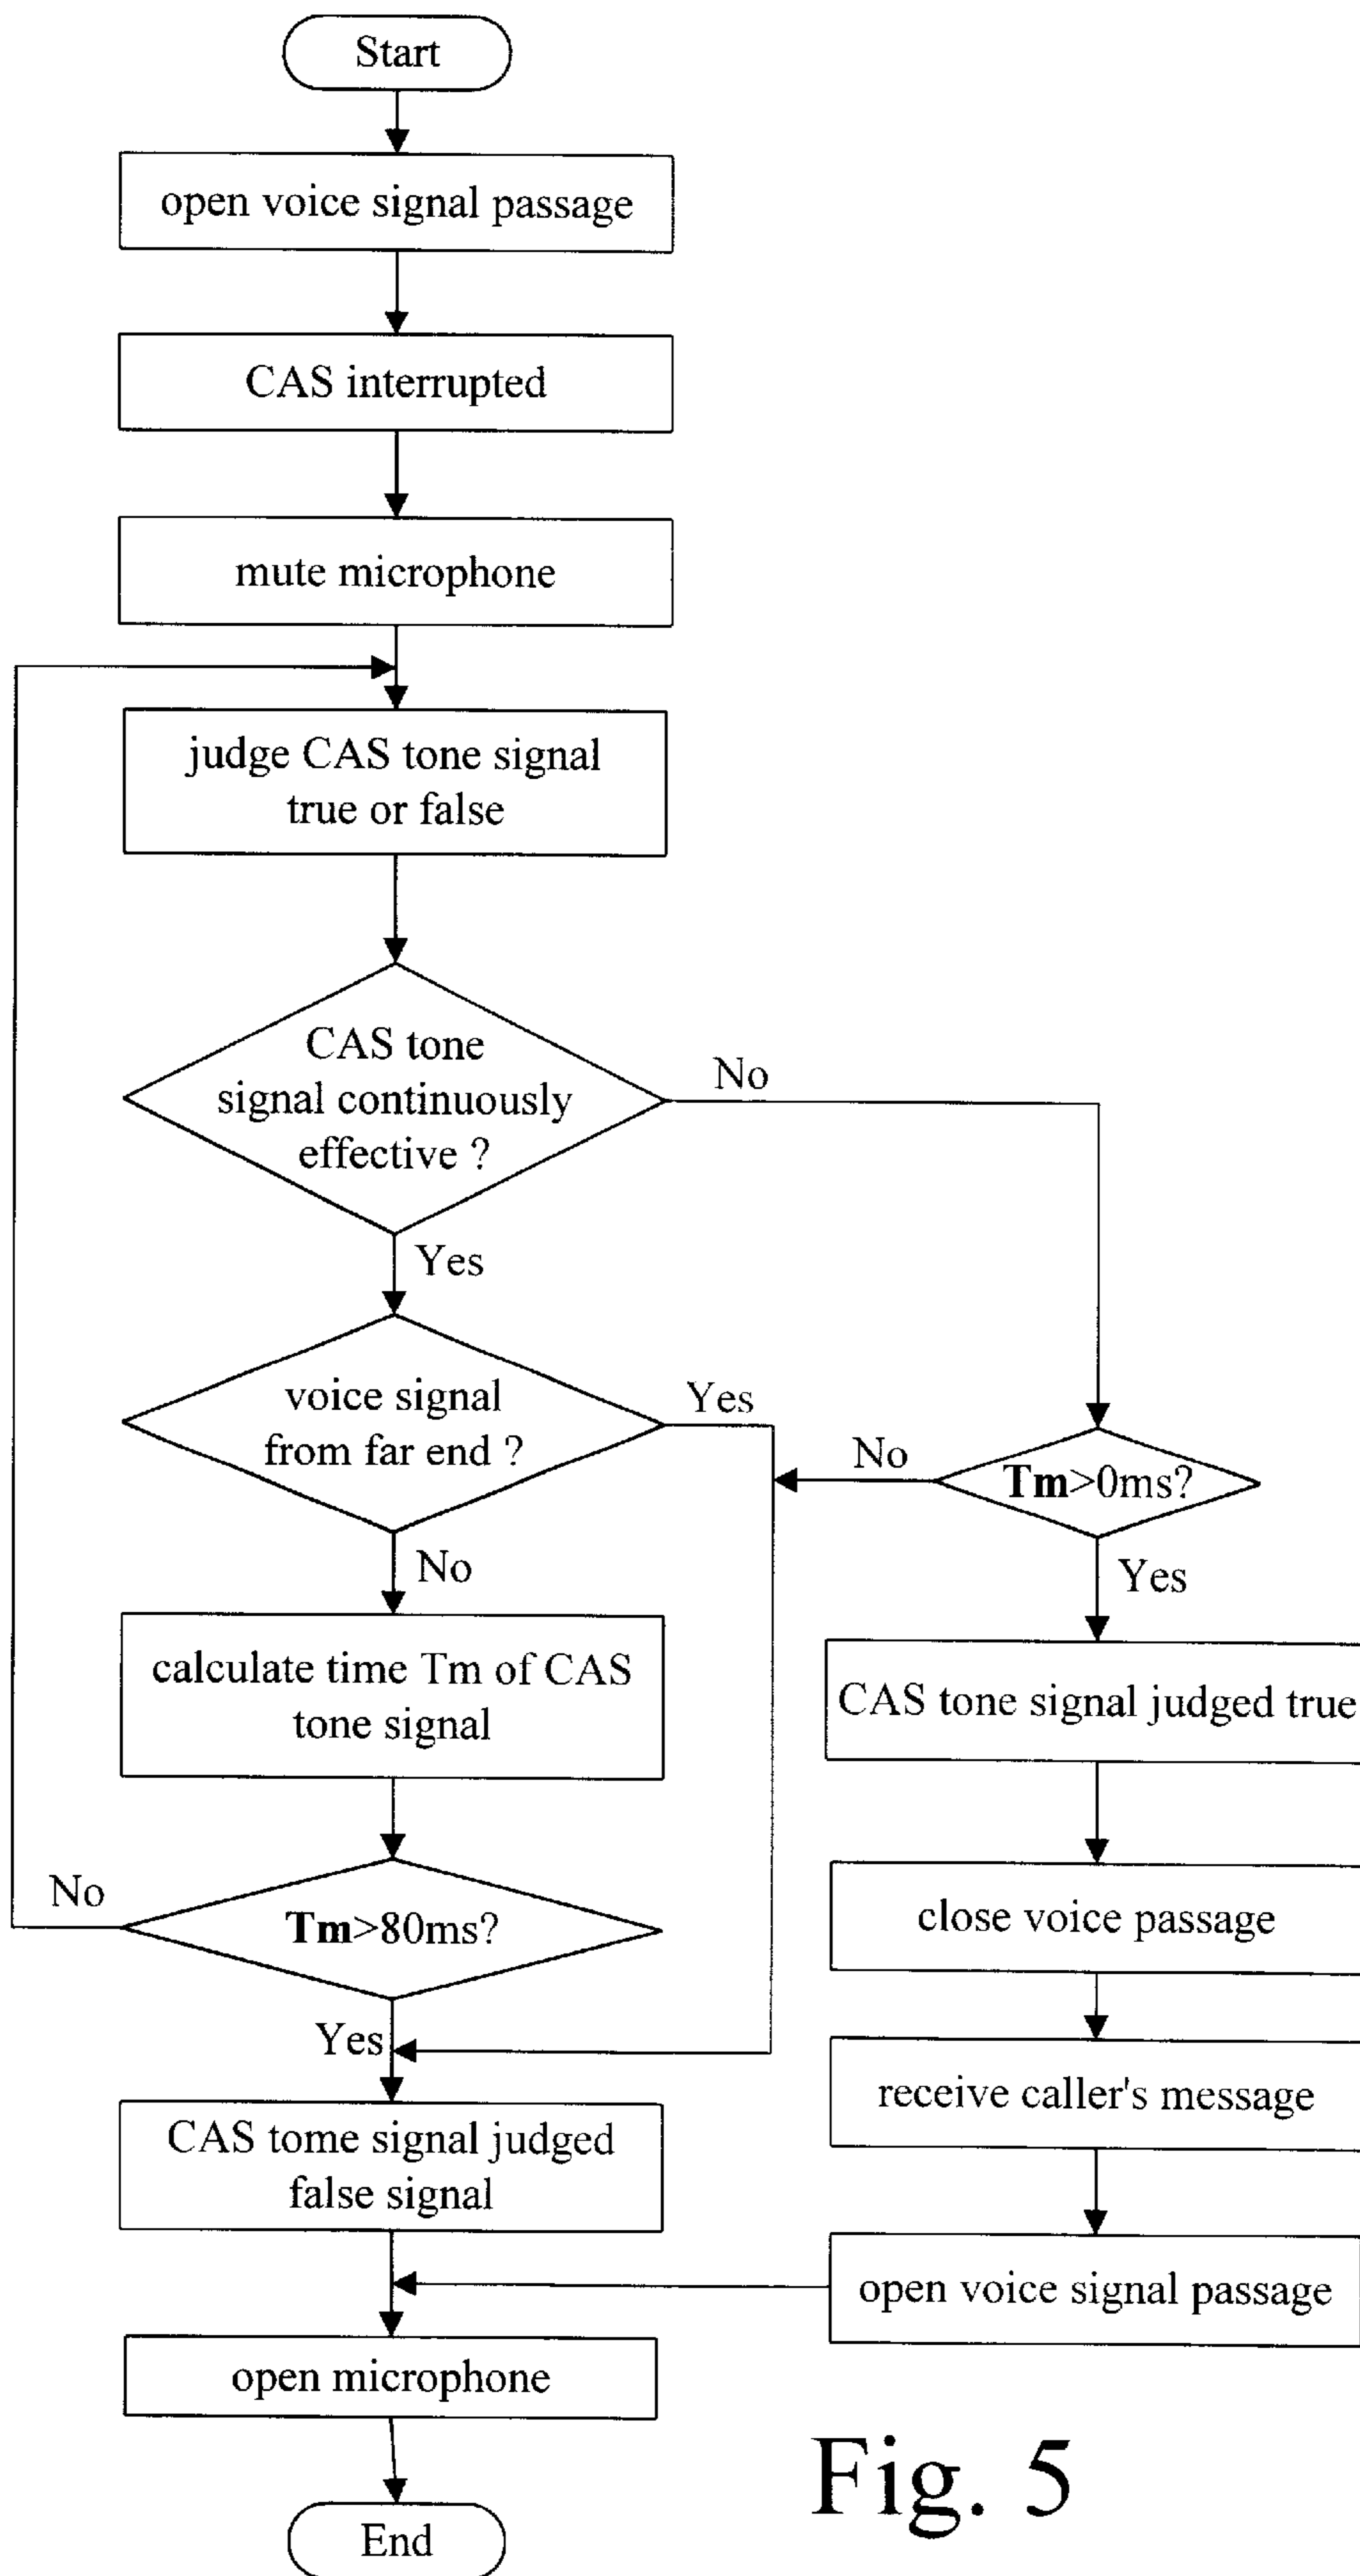 Start
open voice signal passage
CAS interrupted
mute microphone
judge CAS tone signal
true or false
CAS tone
signal continuously
effective ?
No
Yes
voice signal
from far end ?
Yes
No
Tm>0ms?
No
Yes
calculate time Tm of CAS
tone signal
CAS tone signal judged true
No
Tm>80ms?
close voice passage
Yes
receive caller's message
CAS tome signal judged
false signal
open voice signal passage
open microphone
Fig. 5
End